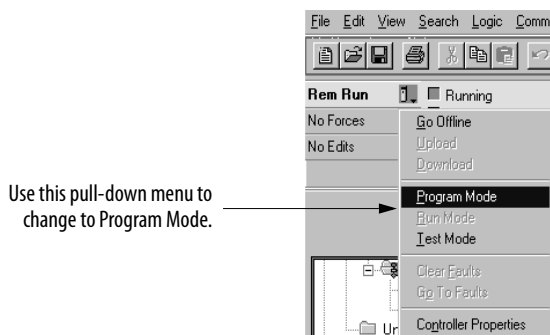 File Edit View Search Logic Comm
Rem Run Running
No Forces
No Edits
Go Offline
Upload
Download
Program Mode
Run Mode
Test Mode
Clear Faults
Go To Faults
Controller Properties
Use this pull-down menu to
change to Program Mode.
Ur